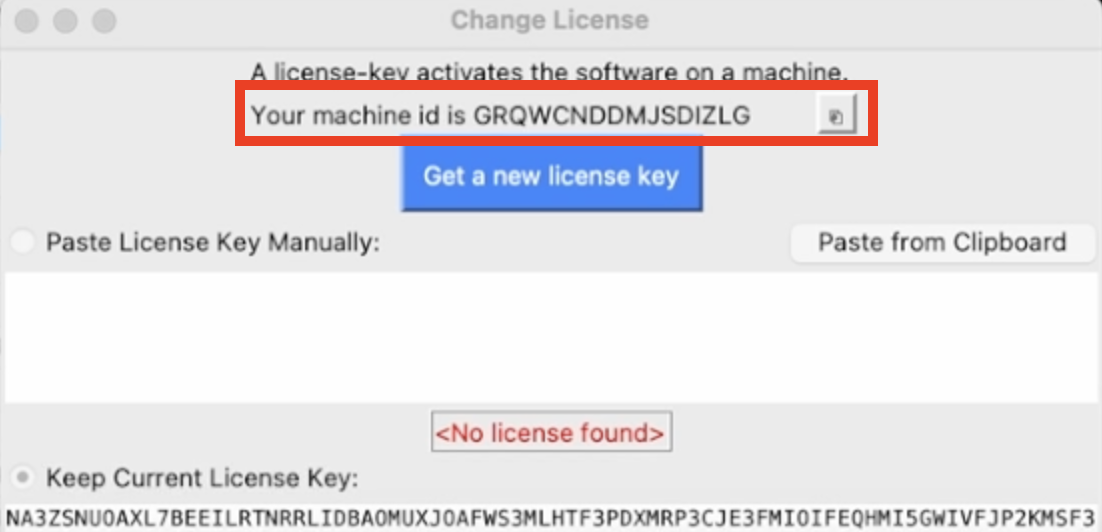 Change License
A license-key activates the software on a machine.
Your machine id is GRQWCNDDMJSDIZLG
Get a new license key
Paste License Key Manually:
Paste from Clipboard
<No license found>
Keep Current License Key:
NA3ZSNUOAXL7BEEILRTNRRLIDBAOMUXJOAFWS3MLHTF3PDXMRP3CJE3FMIOIFEQHMI5GWIVFJP2KMSF3